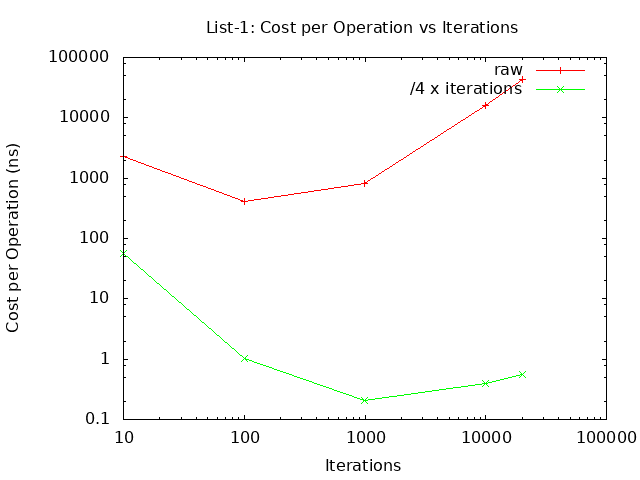 List-1: Cost per Operation vs Iterations
100000
raw
/4 x iterations
10000
1000
Cost per Operation (ns)
100
10
1
0.1
10 100 1000 10000 100000
Iterations